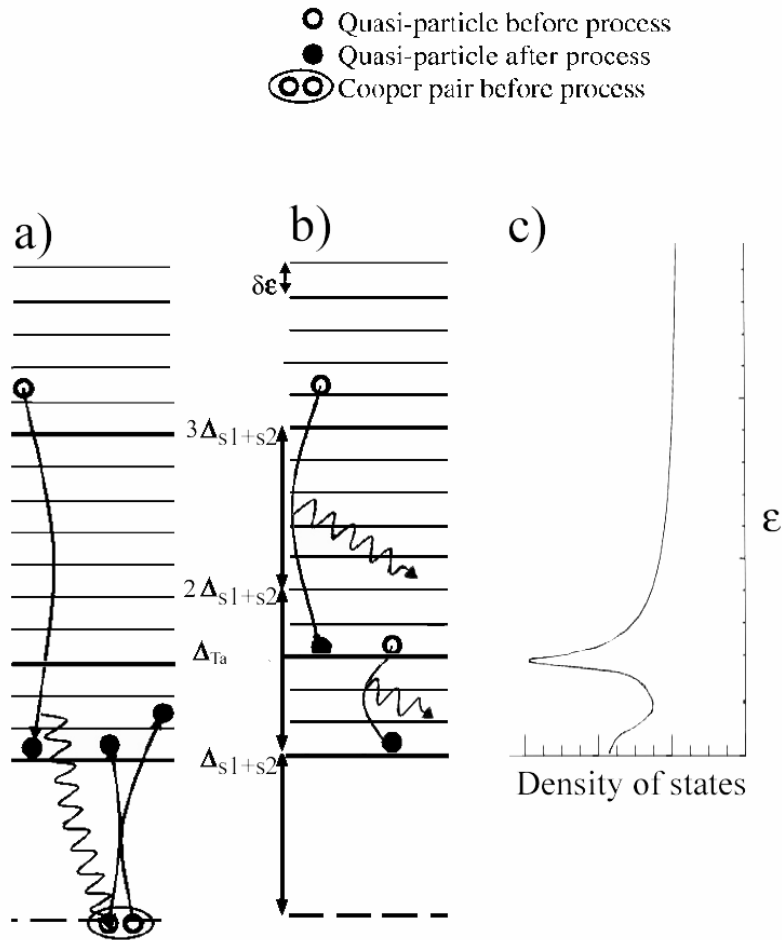 Quasi-particle before process
Quasi-particle after process
Cooper pair before process
a)
b)
c)
δε
3Δs1+s2
2Δs1+s2
ΔTa
Δs1+s2
ε
Density of states